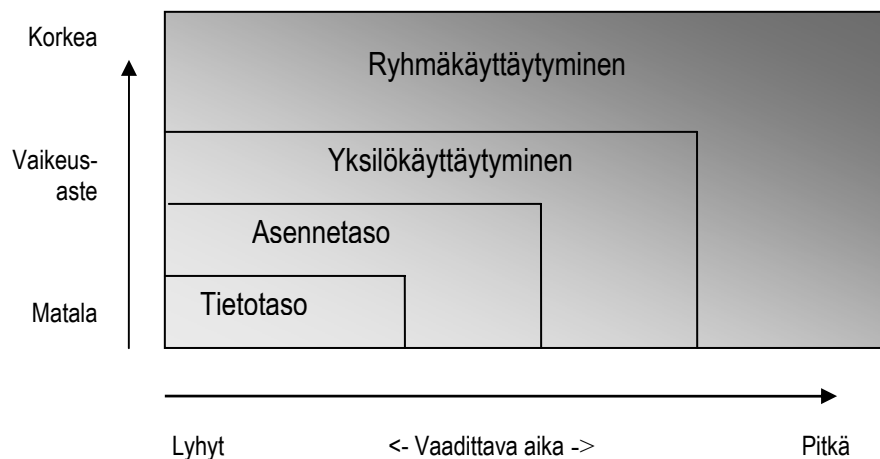 Korkea
Ryhmäkäyttäytyminen
Vaikeus-
aste
Yksilökäyttäytyminen
Asennetaso
Matala
Tietotaso
Lyhyt <- Vaadittava aika -> Pitkä